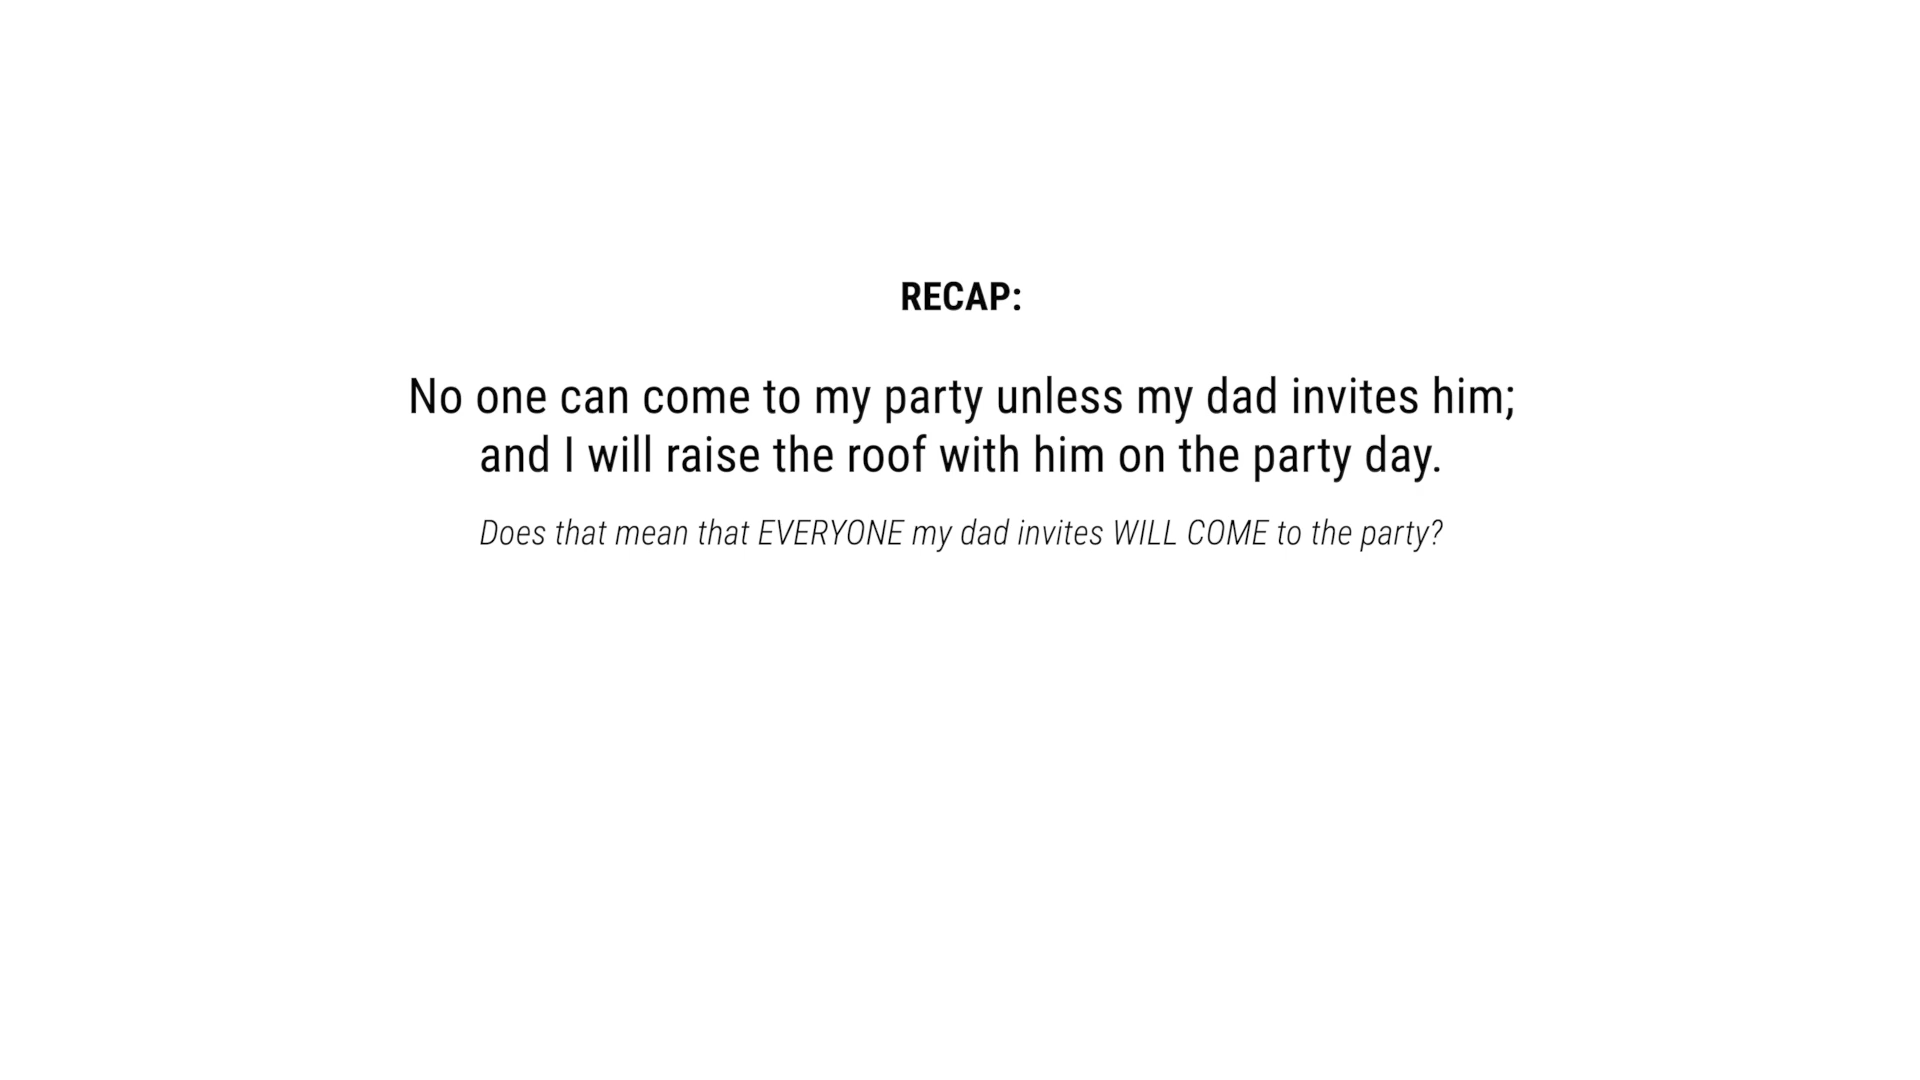 RECAP:
No one can come to my party unless my dad invites him;
and I will raise the roof with him on the party day.
Does that mean that EVERYONE my dad invites WILL COME to the party?